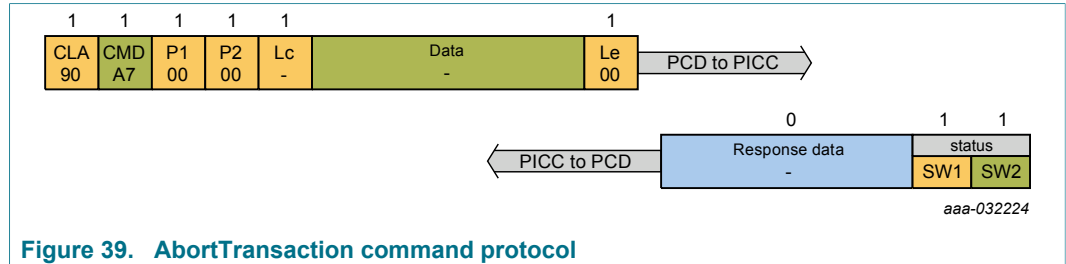 1 1 1 1 1 1
CLA CMD P1 P2 Lc Data Le
90 A7 00 00 - - 00
PCD to PICC
0 1 1
Response data status
PICC to PCD
- SW1 SW2
aaa-032224
Figure 39. AbortTransaction command protocol